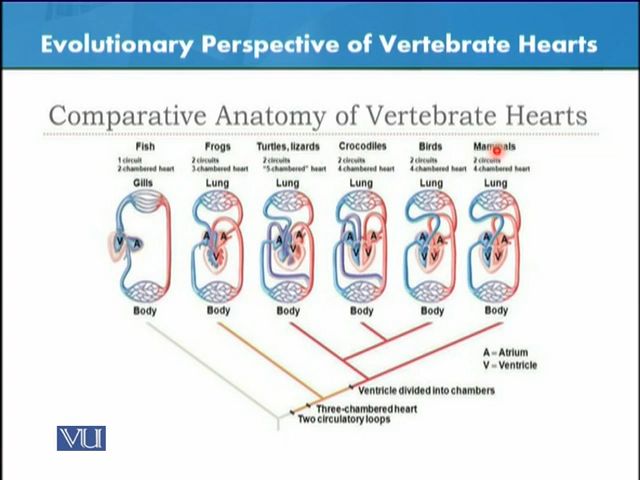 Evolutionary Perspective of Vertebrate Hearts
Comparative Anatomy of Vertebrate Hearts
Fish Frogs Turtles, lizards Crocodiles Birds Mammals
1 circuit 2 circuits 2 circuits 2 circuits 2 circuits 2 circuits
2-chambered heart 3-chambered heart "5-chambered" heart 4-chambered heart 4-chambered heart 4-chambered heart
Gills Lung Lung Lung Lung Lung
A A A A A A A A A A
V A V V V V V V V V V
Body Body Body Body Body Body
A – Atrium
V – Ventricle
Ventricle divided into chambers
Three-chambered heart
Two circulatory loops
VU